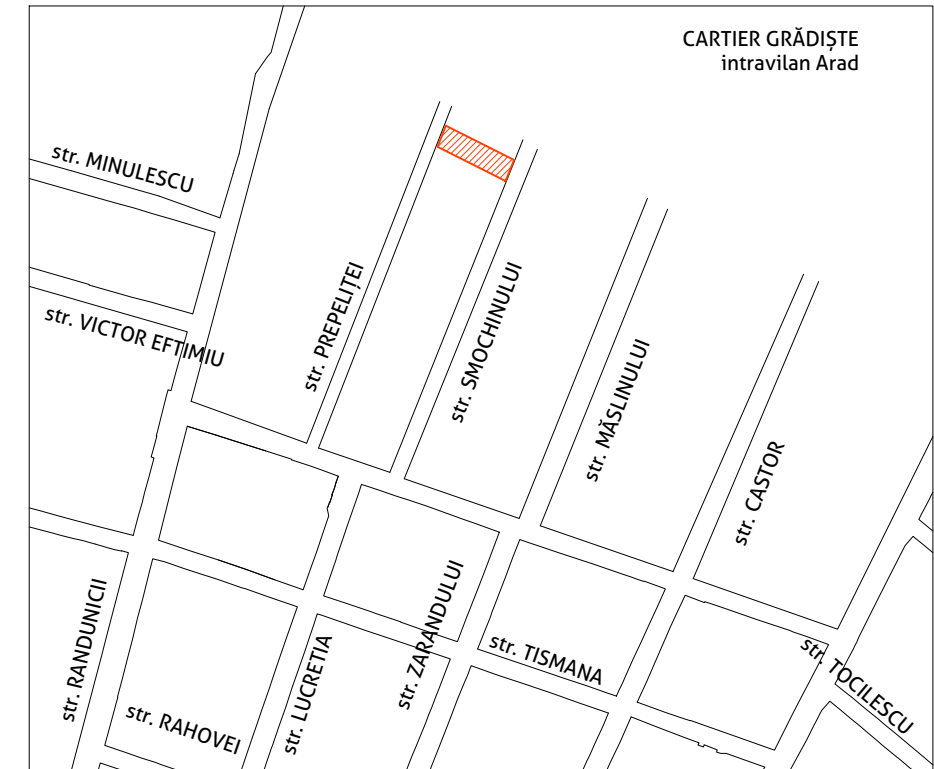 CARTIER GRĂDIȘTE
intravilan Arad
str. MINULESCU
str. VICTOR EFTIMIU
str. PREPELIȚEI
str. SMOCHINULUI
str. MĂSLINULUI
str. CASTOR
str. RANDUNICII
str. RAHOVEI
str. LUCRETIA
str. ZARANDULUI
str. TISMANA
str. TOCILESCU